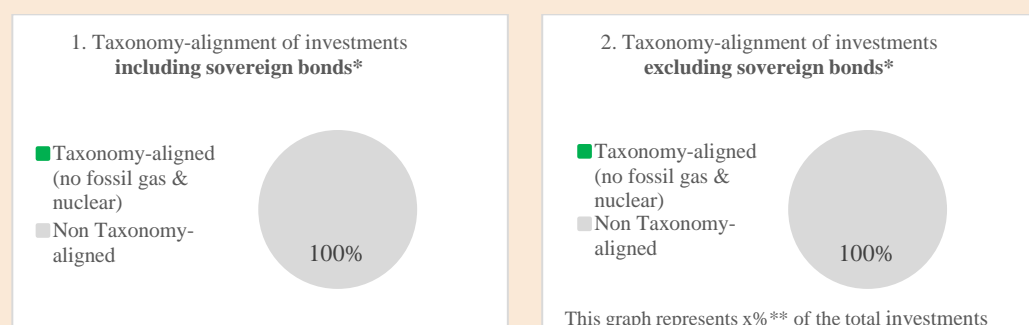 1. Taxonomy-alignment of investments
including sovereign bonds*
Taxonomy-aligned
(no fossil gas &
nuclear)
Non Taxonomy-
aligned
100%
2. Taxonomy-alignment of investments
excluding sovereign bonds*
Taxonomy-aligned
(no fossil gas &
nuclear)
Non Taxonomy-
aligned
100%
This graph represents x%** of the total investments